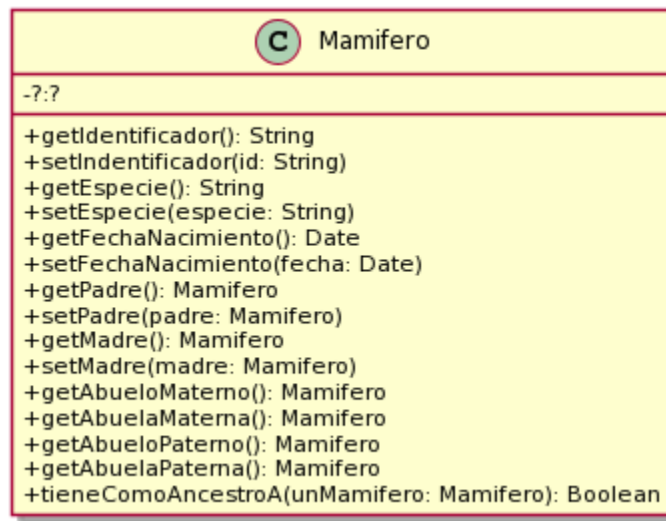 C Mamifero
-?:?
+getIdentificador(): String
+setIndentificador(id: String)
+getEspecie(): String
+setEspecie(especie: String)
+getFechaNacimiento(): Date
+setFechaNacimiento(fecha: Date)
+getPadre(): Mamifero
+setPadre(padre: Mamifero)
+getMadre(): Mamifero
+setMadre(madre: Mamifero)
+getAbueloMaterno(): Mamifero
+getAbuelaMaterna(): Mamifero
+getAbueloPaterno(): Mamifero
+getAbuelaPaterna(): Mamifero
+tieneComoAncestroA(unMamifero: Mamifero): Boolean